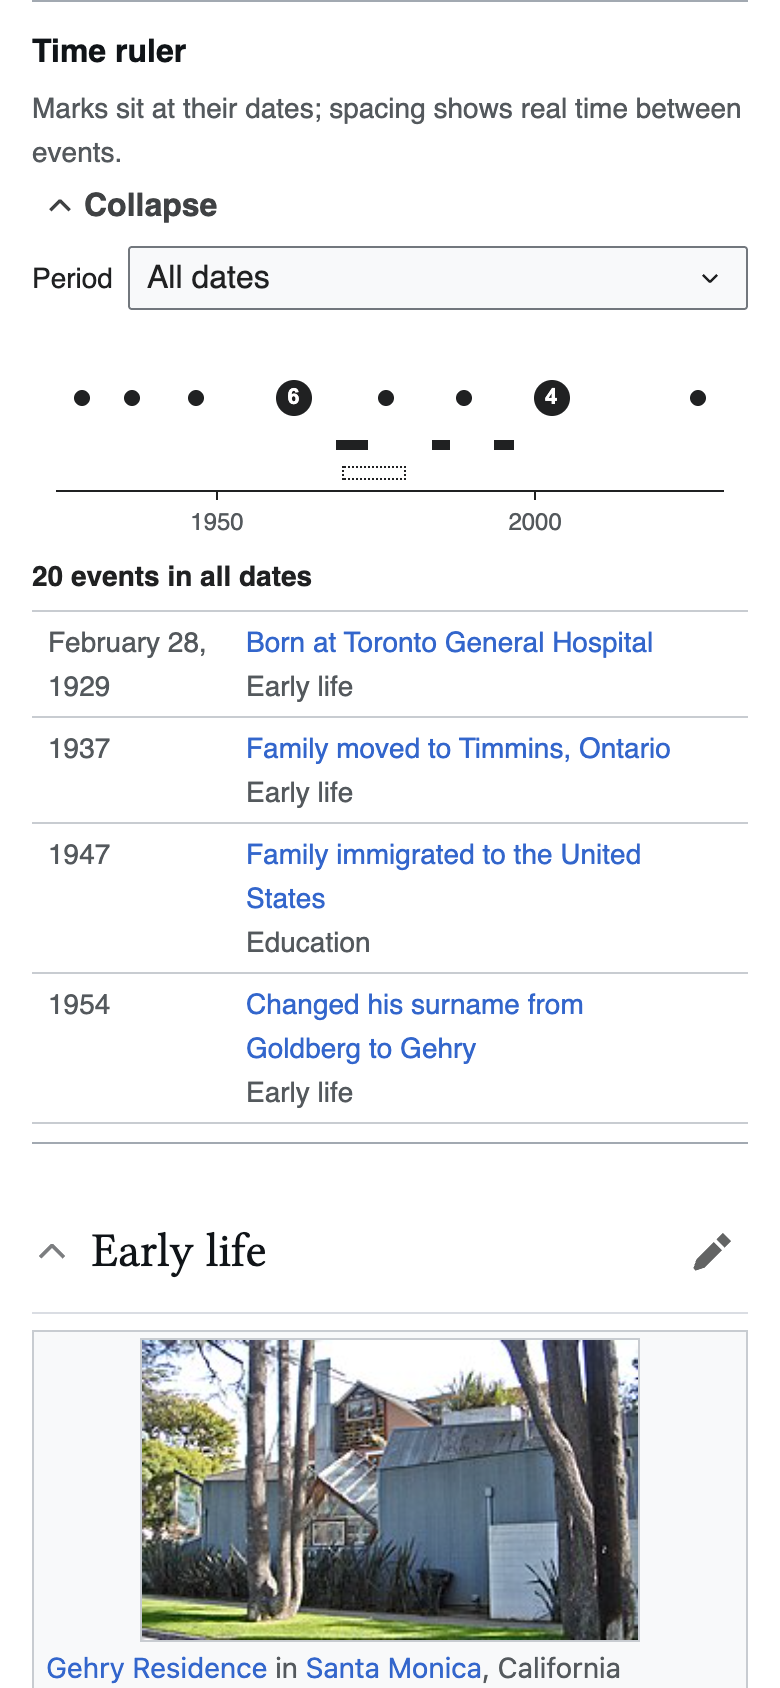 Time ruler
Marks sit at their dates; spacing shows real time between
events.
Collapse
Period All dates
6 4
1950 2000
20 events in all dates
February 28, Born at Toronto General Hospital
1929 Early life
1937 Family moved to Timmins, Ontario
Early life
1947 Family immigrated to the United
States
Education
1954 Changed his surname from
Goldberg to Gehry
Early life
Early life
Gehry Residence in Santa Monica, California